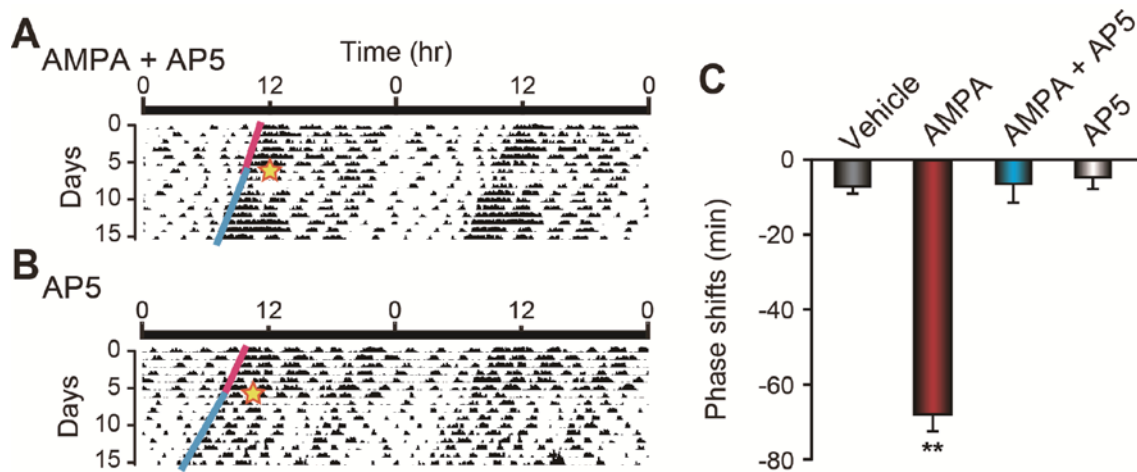 A
AMPA + AP5
Time (hr)
0 12 0 12 0
Days
0
5
10
15
B
AP5
0 12 0 12 0
Days
0
5
10
15
C
Vehicle
AMPA
AMPA + AP5
AP5
Phase shifts (min)
0
-20
-40
-60
-80
**